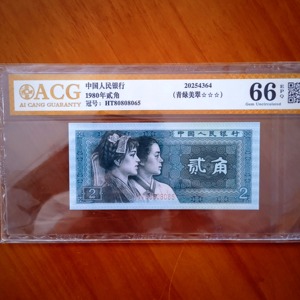 ACG
AI CANG GUARANTY
中国人民银行
1980年贰角
冠号：HT80808065
20254364
(青绿美翠☆☆☆)
66 EPQ
Gem Uncirculated
中国人民银行
贰角
2
2